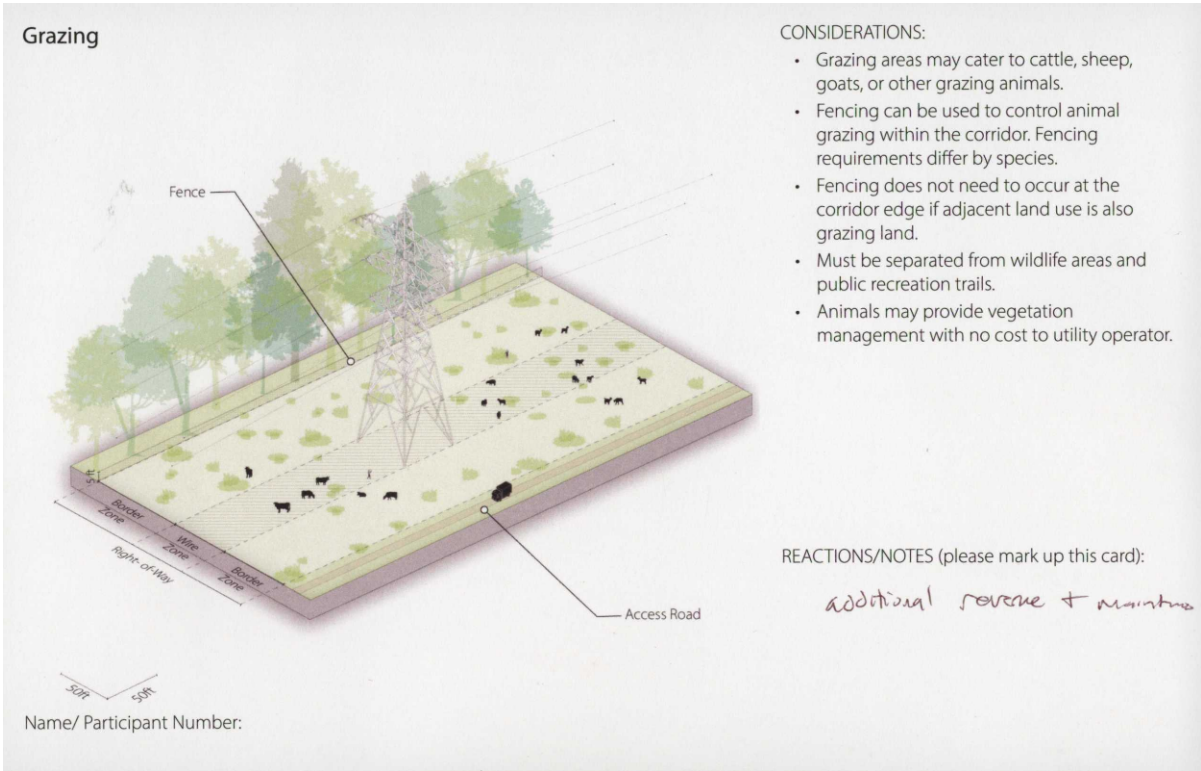 Grazing
CONSIDERATIONS:
• Grazing areas may cater to cattle, sheep,
goats, or other grazing animals.
• Fencing can be used to control animal
grazing within the corridor. Fencing
requirements differ by species.
• Fencing does not need to occur at the
corridor edge if adjacent land use is also
grazing land.
• Must be separated from wildlife areas and
public recreation trails.
• Animals may provide vegetation
management with no cost to utility operator.
Fence
5 ft
Border
Zone
Wire
Zone
Border
Zone
Right-of-Way
Access Road
REACTIONS/NOTES (please mark up this card):
additional revenue +
50ft
50ft
Name/ Participant Number: